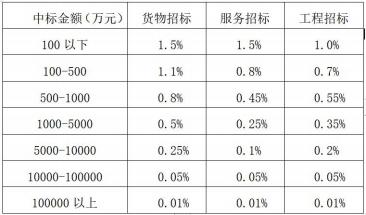 中标金额（万元） 货物招标 服务招标 工程招标
100 以下 1.5% 1.5% 1.0%
100-500 1.1% 0.8% 0.7%
500-1000 0.8% 0.45% 0.55%
1000-5000 0.5% 0.25% 0.35%
5000-10000 0.25% 0.1% 0.2%
10000-100000 0.05% 0.05% 0.05%
100000 以上 0.01% 0.01% 0.01%